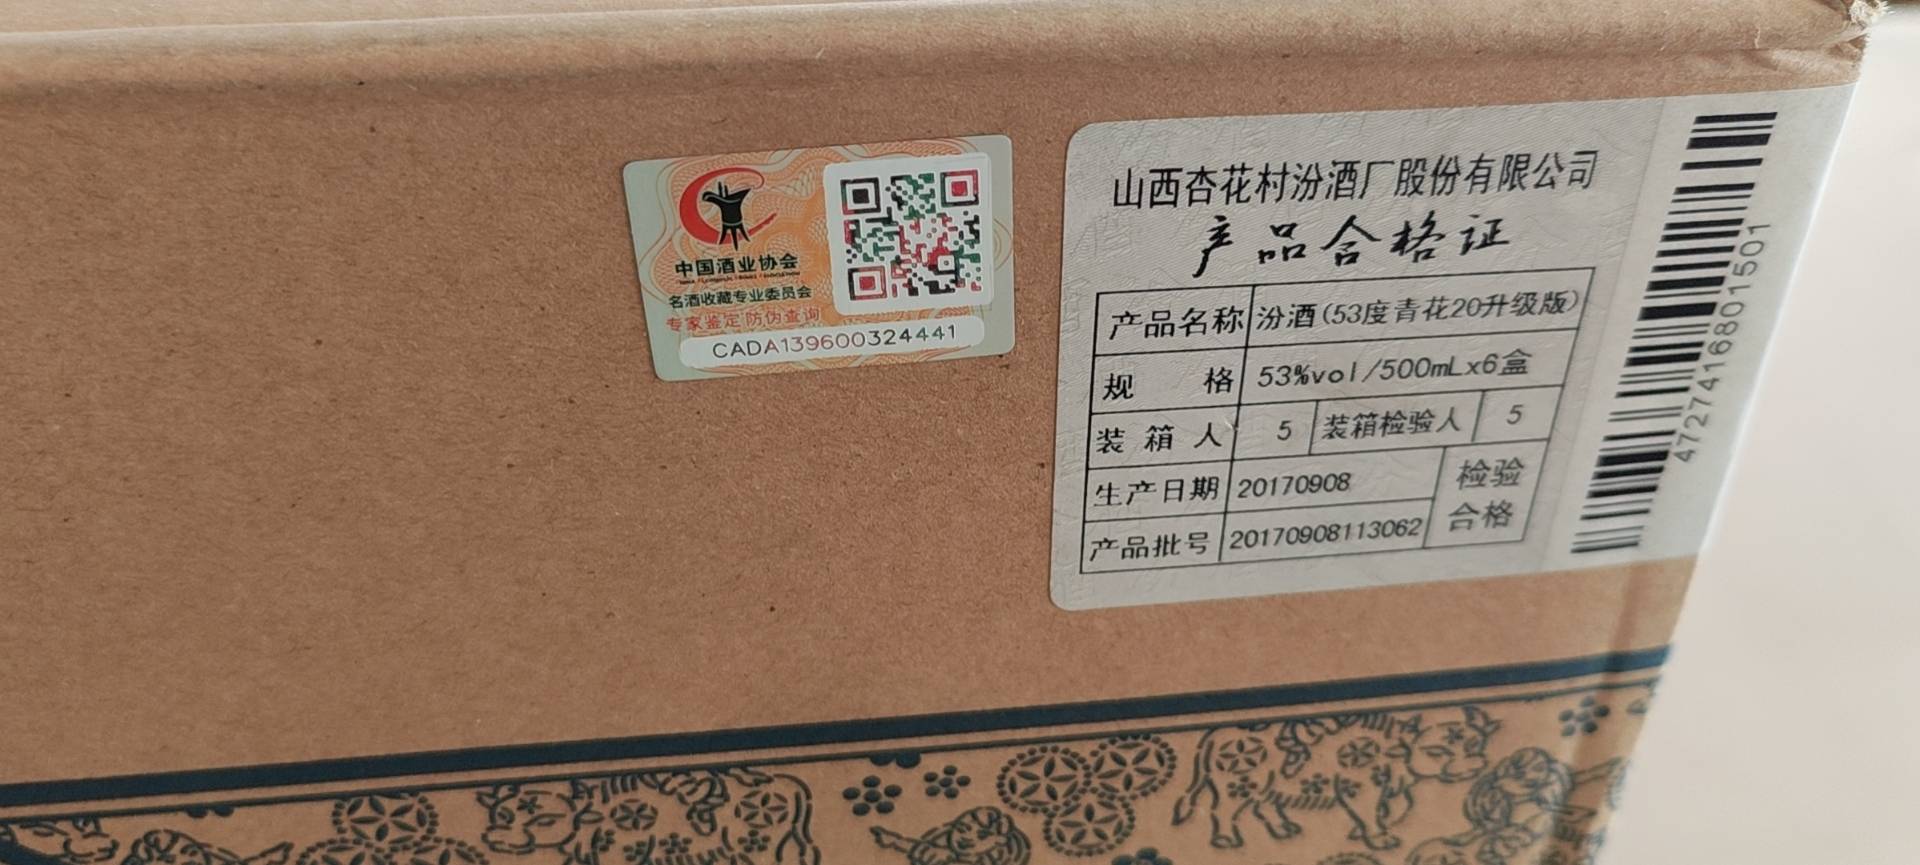 中国酒业协会
名酒收藏专业委员会
专家鉴定 防伪查询
CADA139600324441
山西杏花村汾酒厂股份有限公司
产品合格证
产品名称 汾酒(53度青花20升级版)
规 格 53%vol/500mLx6盒
装箱人 5 装箱检验人 5
生产日期 20170908
产品批号 20170908113062
检验
合格
4727416801501